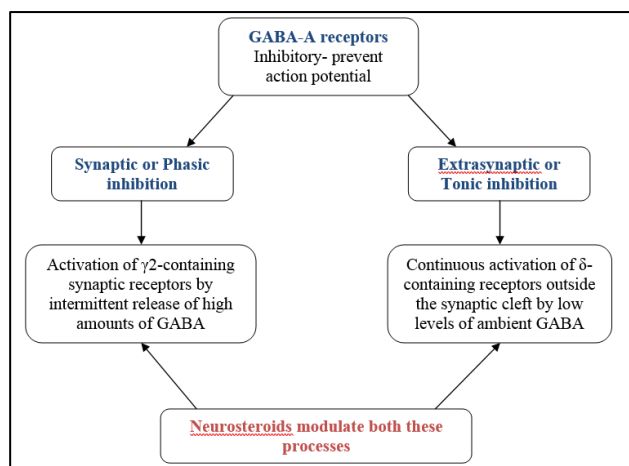 GABA-A receptors
Inhibitory- prevent
action potential
Synaptic or Phasic
inhibition
Extrasynaptic or
Tonic inhibition
Activation of γ2-containing
synaptic receptors by
intermittent release of high
amounts of GABA
Continuous activation of δ-
containing receptors outside
the synaptic cleft by low
levels of ambient GABA
Neurosteroids modulate both these
processes